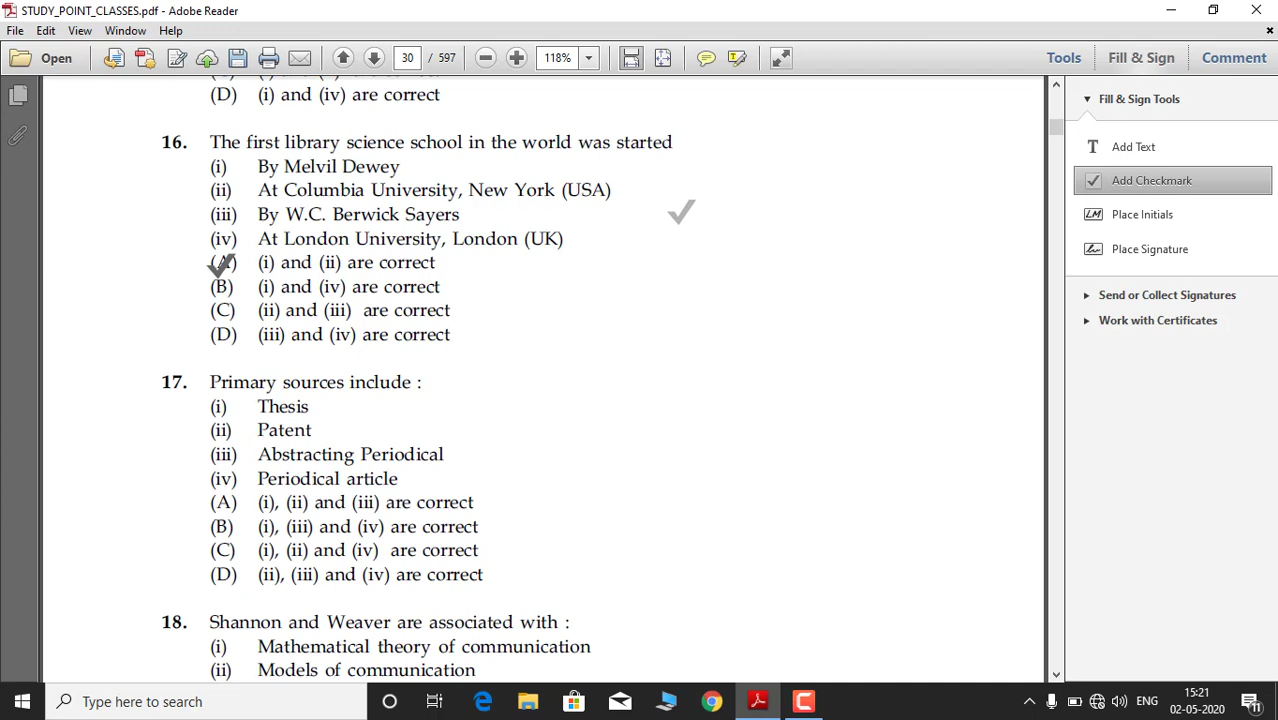 STUDY_POINT_CLASSES.pdf - Adobe Reader
File Edit View Window Help
Open 30 / 597 118% Tools Fill & Sign Comment
(D) (i) and (iv) are correct
16. The first library science school in the world was started
(i) By Melvil Dewey
(ii) At Columbia University, New York (USA)
(iii) By W.C. Berwick Sayers
(iv) At London University, London (UK)
(A) (i) and (ii) are correct
(B) (i) and (iv) are correct
(C) (ii) and (iii) are correct
(D) (iii) and (iv) are correct
17. Primary sources include :
(i) Thesis
(ii) Patent
(iii) Abstracting Periodical
(iv) Periodical article
(A) (i), (ii) and (iii) are correct
(B) (i), (iii) and (iv) are correct
(C) (i), (ii) and (iv) are correct
(D) (ii), (iii) and (iv) are correct
18. Shannon and Weaver are associated with :
(i) Mathematical theory of communication
(ii) Models of communication
Fill & Sign Tools
T Add Text
Add Checkmark
LM Place Initials
Place Signature
Send or Collect Signatures
Work with Certificates
Type here to search
ENG
15:21
02-05-2020
11